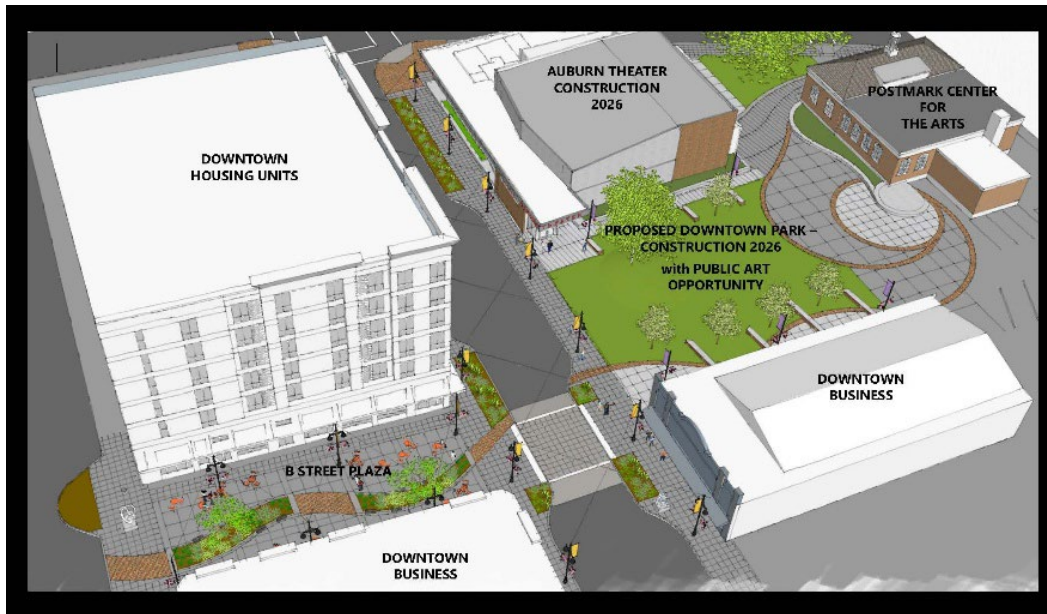 AUBURN THEATER
CONSTRUCTION
2026
POSTMARK CENTER
FOR
THE ARTS
DOWNTOWN
HOUSING UNITS
PROPOSED DOWNTOWN PARK –
CONSTRUCTION 2026
with PUBLIC ART
OPPORTUNITY
DOWNTOWN
BUSINESS
B STREET PLAZA
DOWNTOWN
BUSINESS